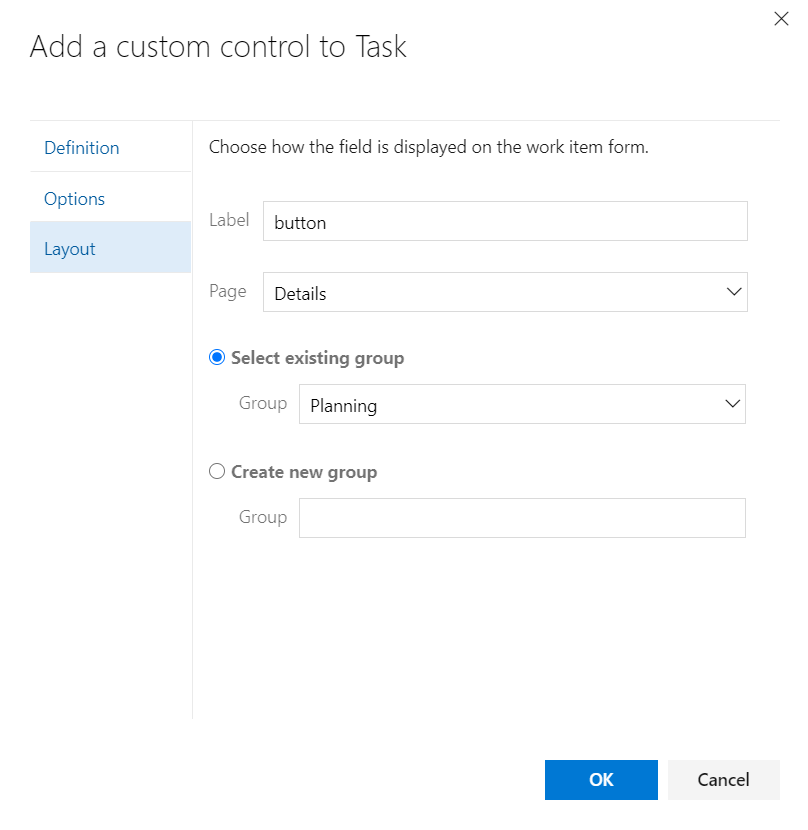 Add a custom control to Task
Definition
Options
Layout
Choose how the field is displayed on the work item form.
Label button
Page Details
Select existing group
Group Planning
Create new group
Group
OK Cancel